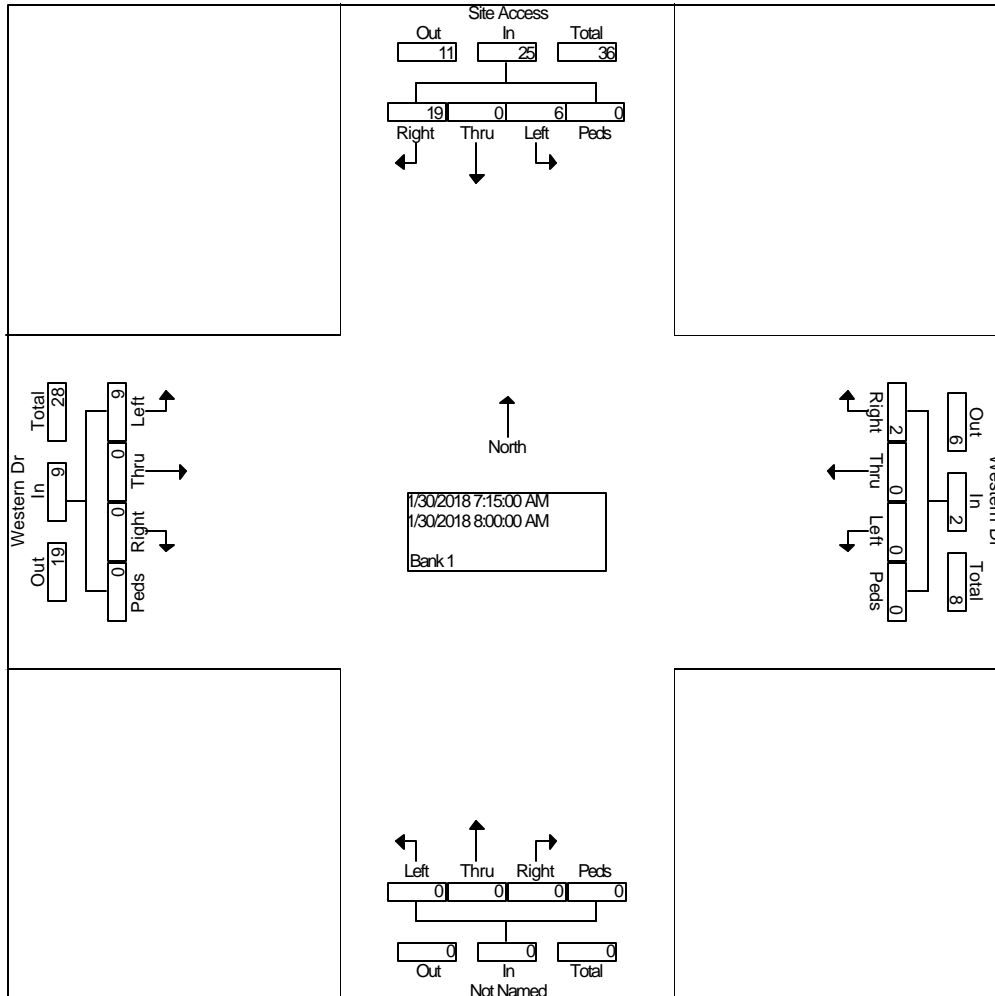 Site Access
Out In Total
11 25 36
19 0 6 0
Right Thru Left Peds
Western Dr
Total In Out
28 9 19
9 0 0 0
Left Thru Right Peds
North
1/30/2018 7:15:00 AM
1/30/2018 8:00:00 AM
Bank 1
Right Thru Left Peds
2 0 0 0
Out In Total
6 2 8
Western Dr
Left Thru Right Peds
0 0 0 0
0 0 0
Out In Total
Not Named